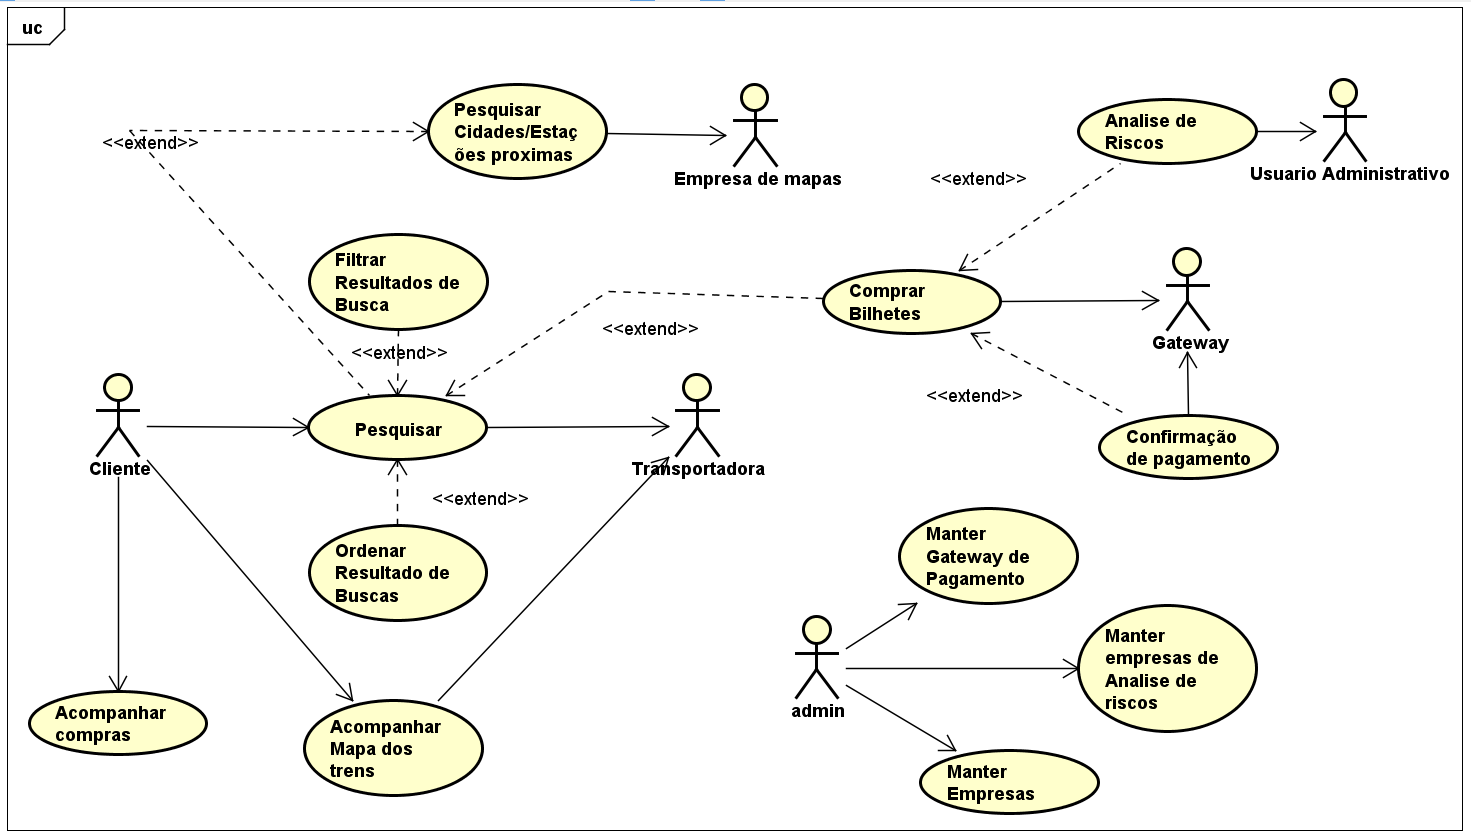 uc
Pesquisar
Cidades/Estaç
ões proximas
<<extend>>
Empresa de mapas
Analise de
Riscos
Usuario Administrativo
<<extend>>
Filtrar
Resultados de
Busca
<<extend>>
Comprar
Bilhetes
<<extend>>
Gateway
<<extend>>
Cliente
Pesquisar
Transportadora
Confirmação
de pagamento
<<extend>>
Ordenar
Resultado de
Buscas
Manter
Gateway de
Pagamento
admin
Manter
empresas de
Analise de
riscos
Acompanhar
compras
Acompanhar
Mapa dos
trens
Manter
Empresas